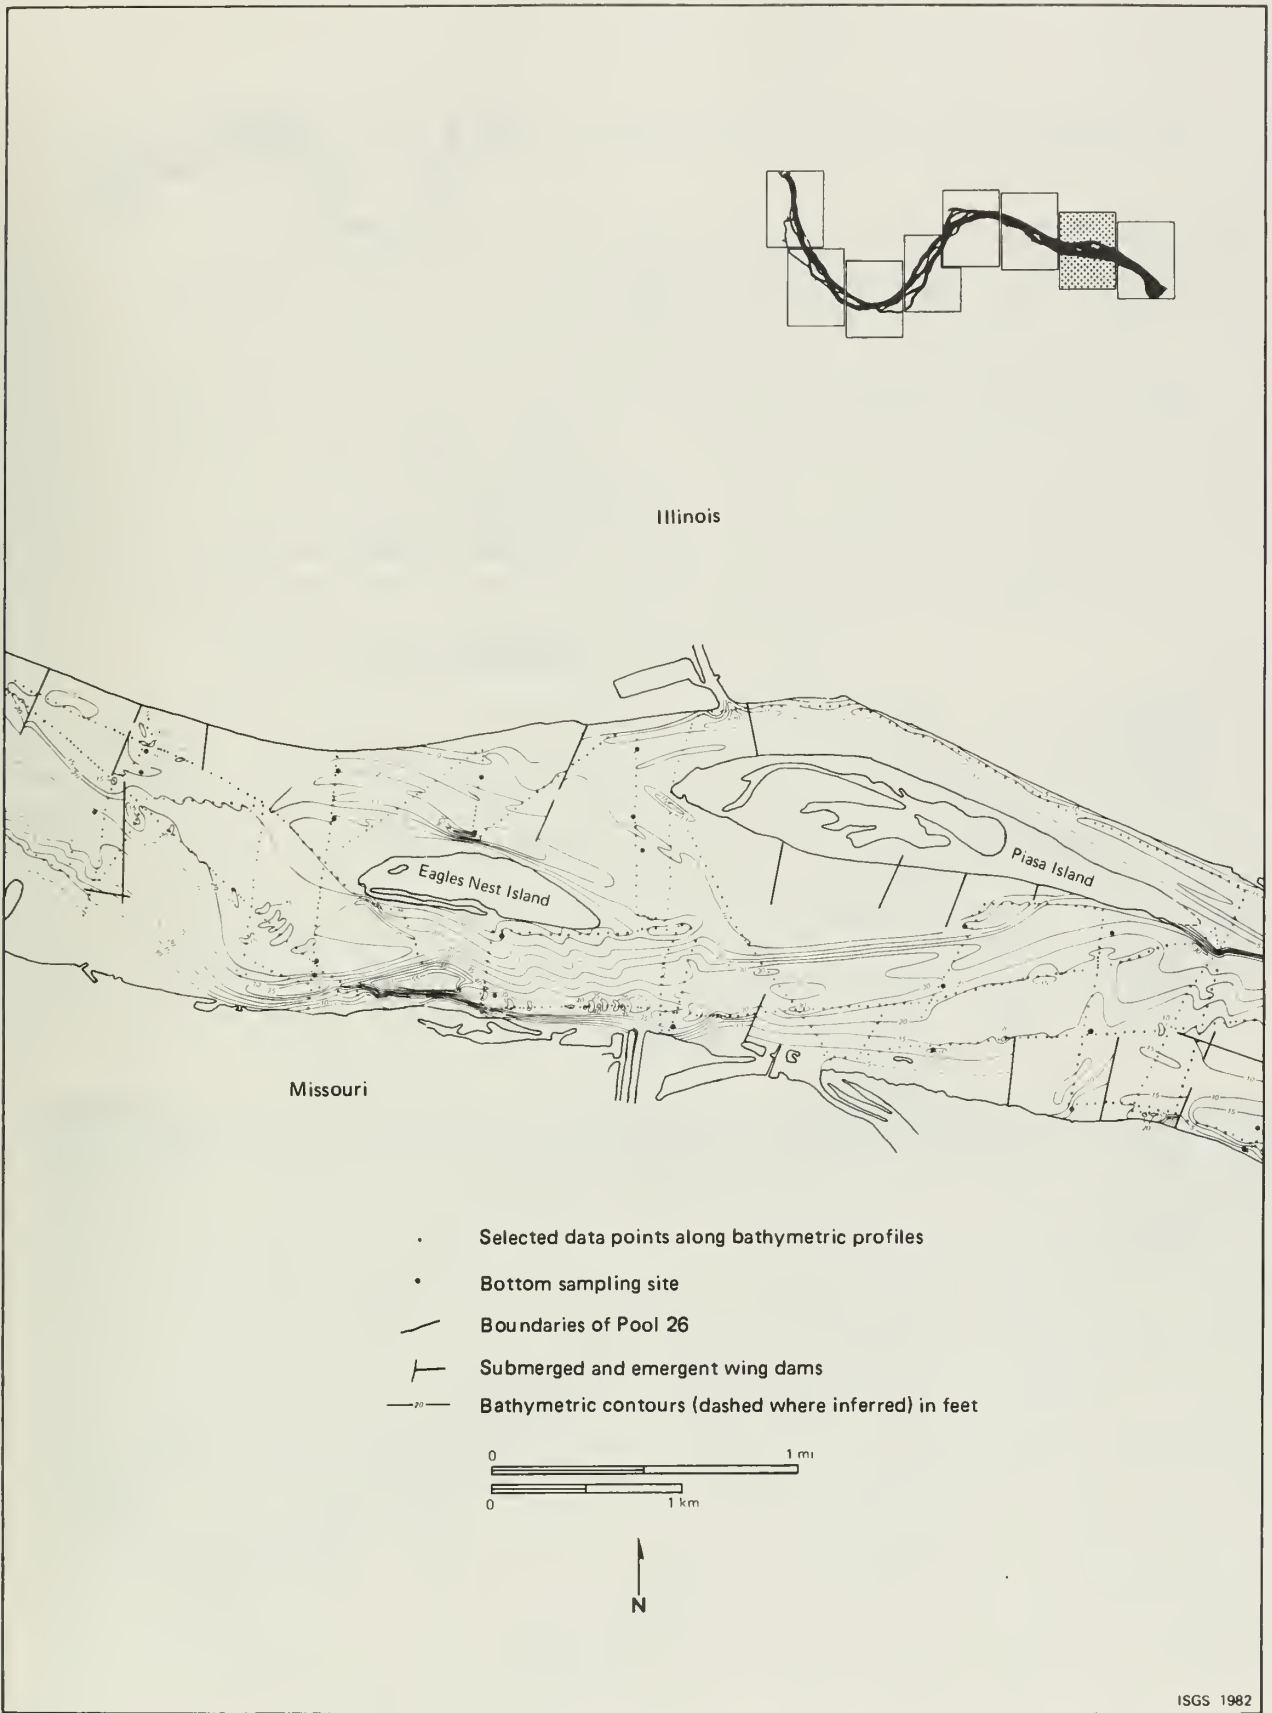 Illinois
Piasa Island
Eagles Nest Island
Missouri
Selected data points along bathymetric profiles
Bottom sampling site
Boundaries of Pool 26
Submerged and emergent wing dams
20
Bathymetric contours (dashed where inferred) in feet
0 1 mi
0 1 km
N
ISGS 1982